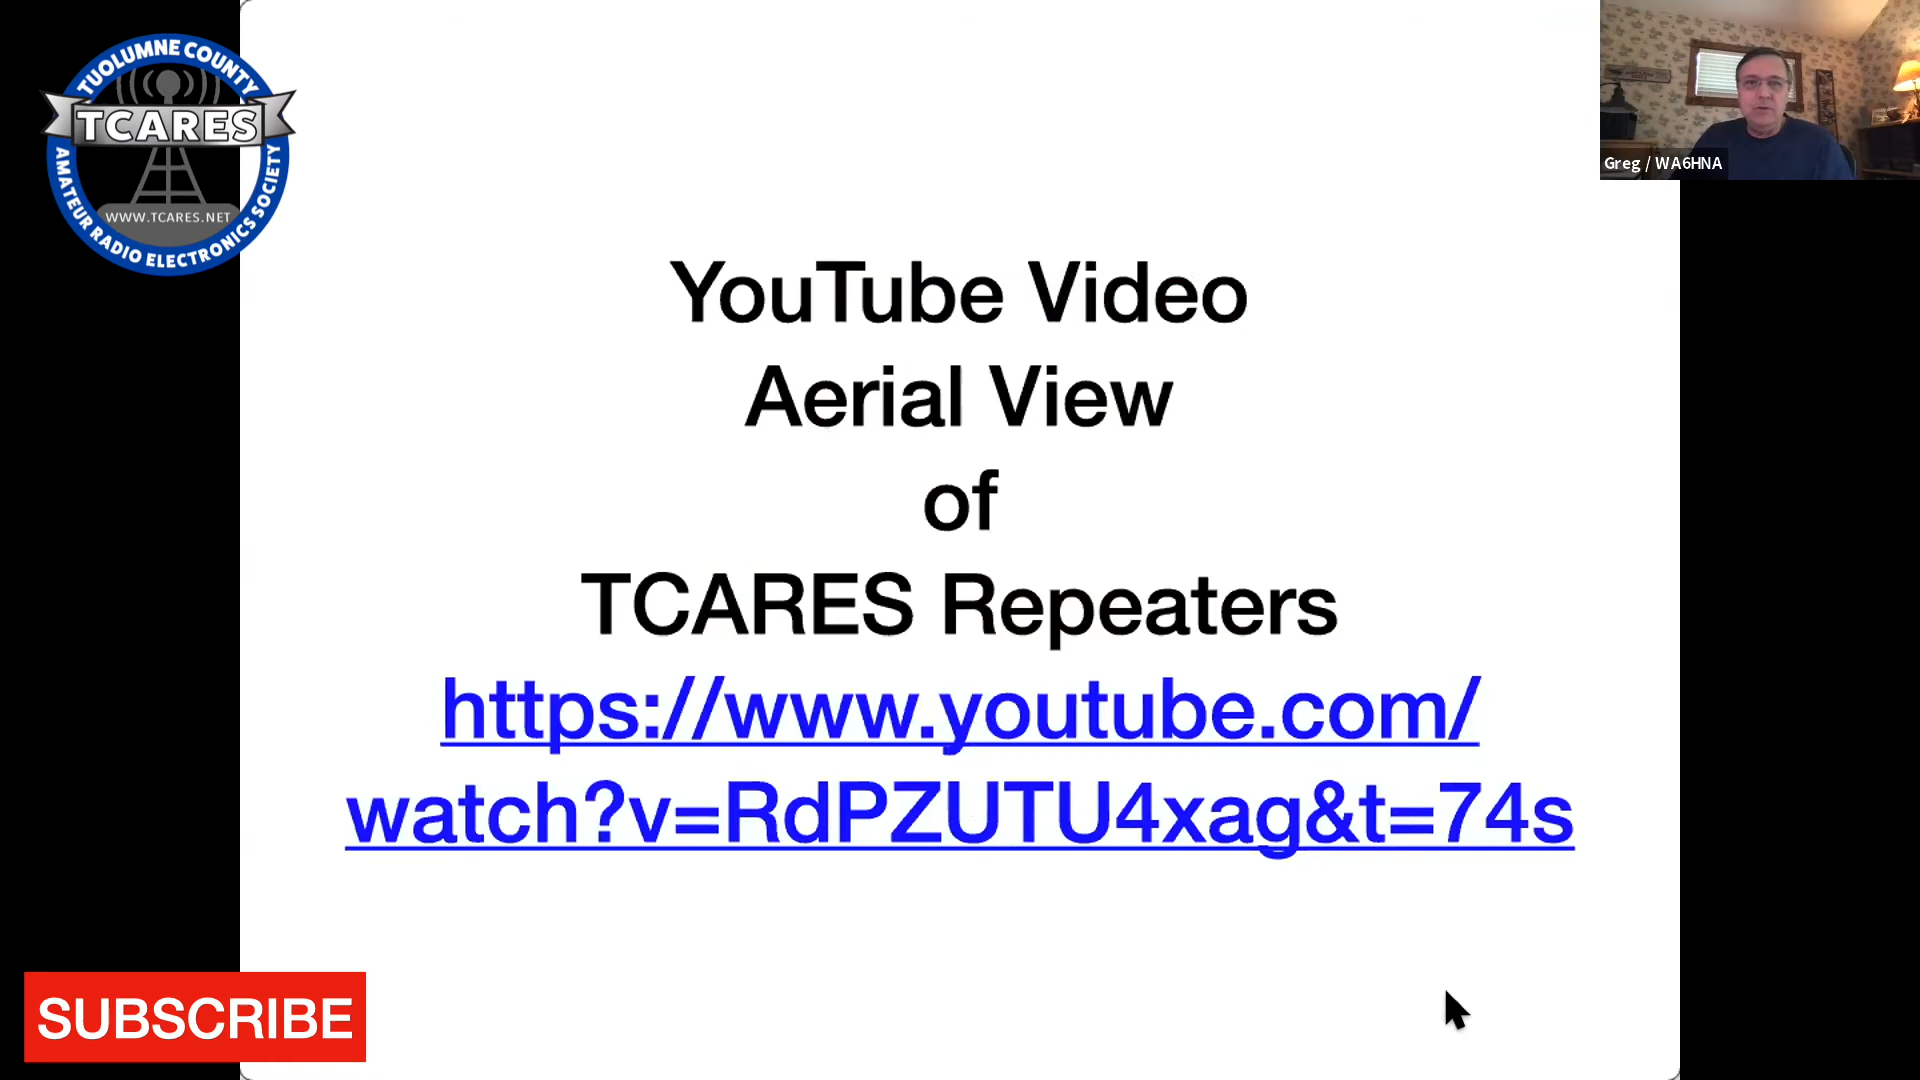 TUOLUMNE COUNTY
TCARES
WWW.TCARES.NET
AMATEUR RADIO ELECTRONICS SOCIETY
Greg / WA6HNA
YouTube Video
Aerial View
of
TCARES Repeaters
https://www.youtube.com/
watch?v=RdPZUTU4xag&t=74s
SUBSCRIBE